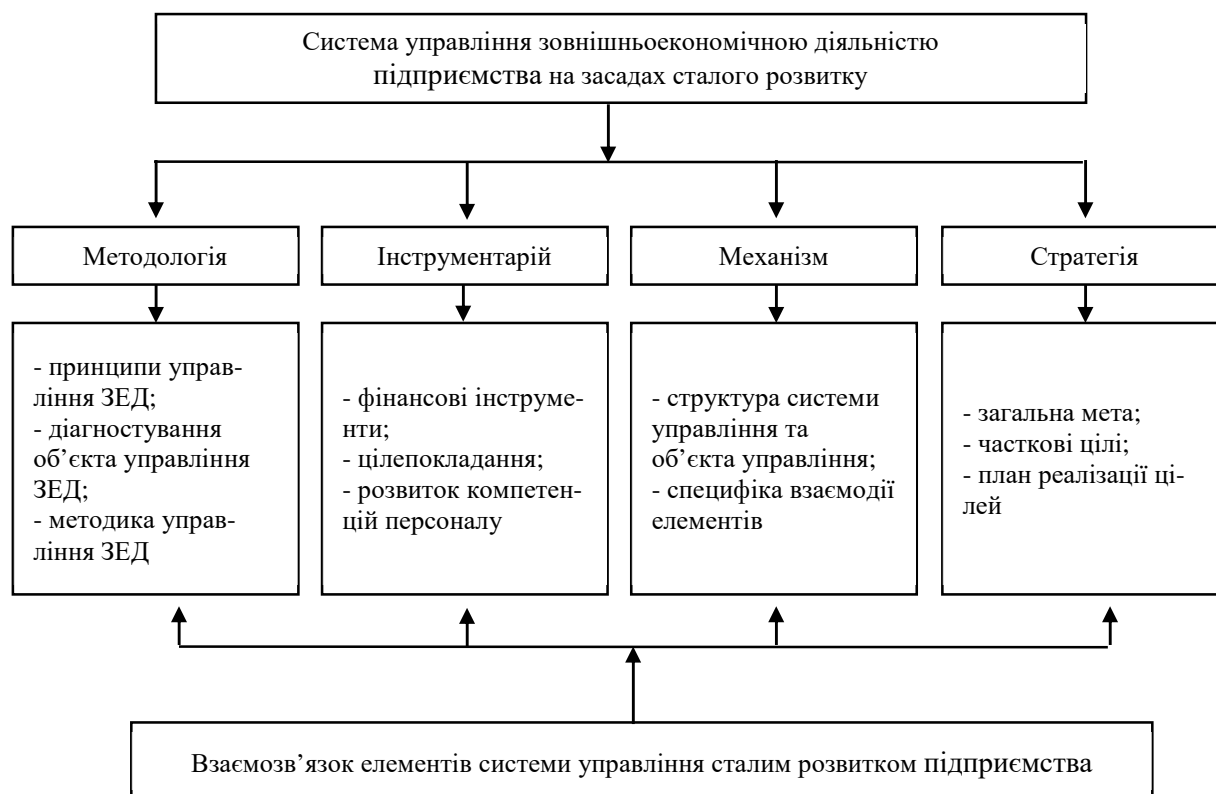 Система управління зовнішньоекономічною діяльністю
підприємства на засадах сталого розвитку
Методологія
Інструментарій
Механізм
Стратегія
- принципи управ-
ління ЗЕД;
- діагностування
об’єкта управління
ЗЕД;
- методика управ-
ління ЗЕД
- фінансові інструме-
нти;
- цілепокладання;
- розвиток компетен-
цій персоналу
- структура системи
управління та
об’єкта управління;
- специфіка взаємодії
елементів
- загальна мета;
- часткові цілі;
- план реалізації ці-
лей
Взаємозв’язок елементів системи управління сталим розвитком підприємства